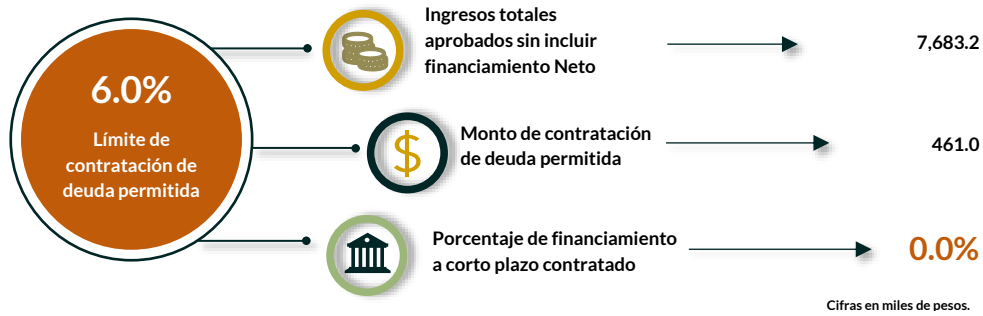 6.0%
Límite de
contratación de
deuda permitida
Ingresos totales
aprobados sin incluir
financiamiento Neto
7,683.2
$
Monto de contratación
de deuda permitida
461.0
Porcentaje de financiamiento
a corto plazo contratado
0.0%
Cifras en miles de pesos.